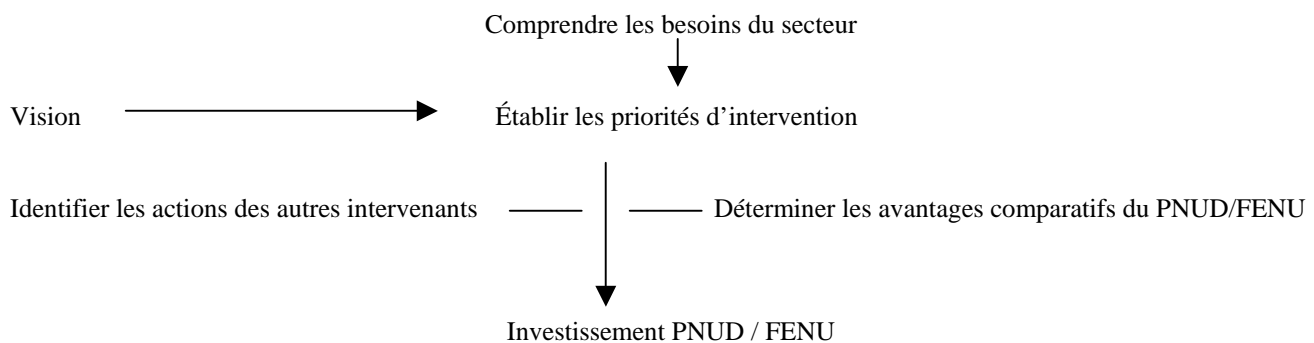 Comprendre les besoins du secteur
Vision
Établir les priorités d’intervention
Identifier les actions des autres intervenants
Déterminer les avantages comparatifs du PNUD/FENU
Investissement PNUD / FENU